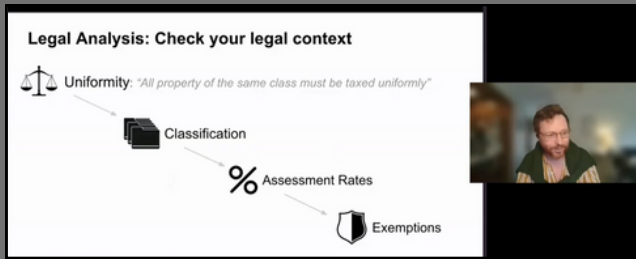 Legal Analysis: Check your legal context
Uniformity: “All property of the same class must be taxed uniformly”
Classification
% Assessment Rates
Exemptions